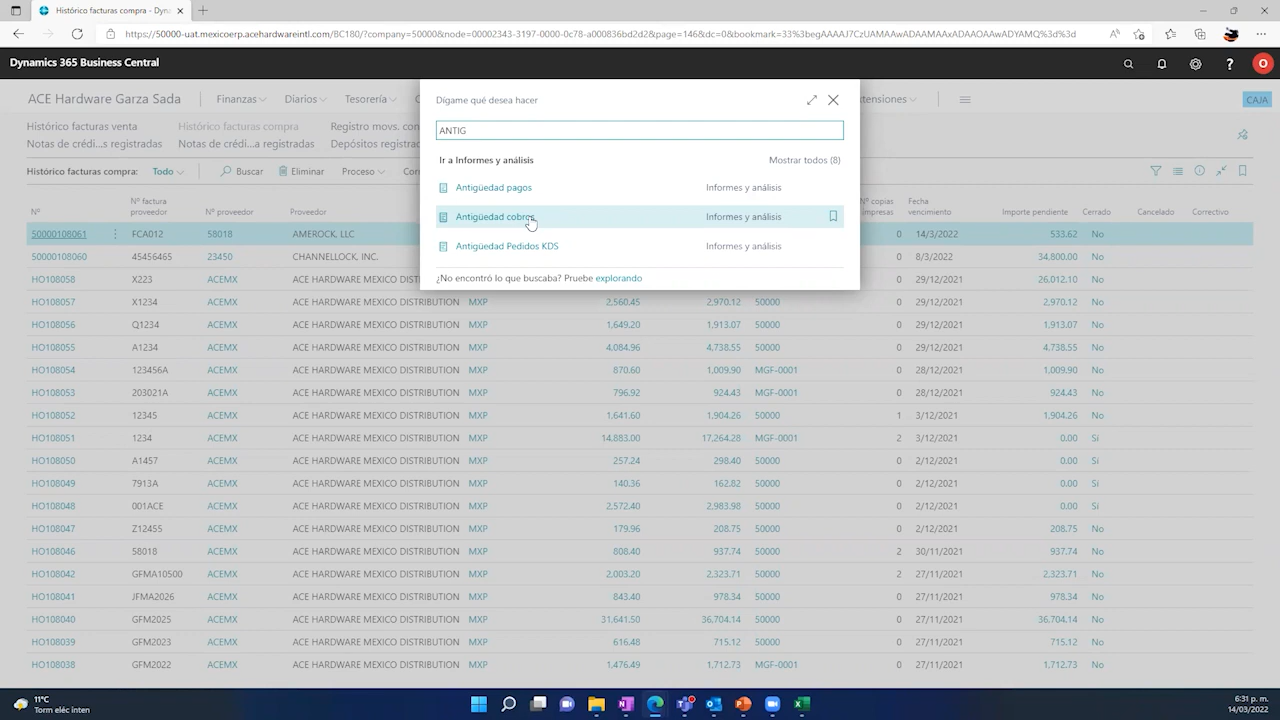 Histórico facturas compra - Dyna
https://50000-uat.mexicoerp.acehardwareintl.com/BC180/?company=50000&node=00002343-3197-0000-0c78-a000836bd2d2&page=146&dc=0&bookmark=33%3begAAAAJ7CzUAMAAwADAAMAAxADAAOAAwADYAMQ%3d%3d
Dynamics 365 Business Central
O
ACE Hardware Garza Sada Finanzas Diarios Tesorería CAJA
Dígame qué desea hacer
ANTIG
Ir a Informes y análisis Mostrar todos (8)
Antigüedad pagos Informes y análisis
Antigüedad cobros Informes y análisis
Antigüedad Pedidos KDS Informes y análisis
¿No encontró lo que buscaba? Pruebe explorando
Histórico facturas venta Histórico facturas compra Registro movs. con
Notas de crédi...s registradas Notas de crédi...a registradas Depósitos registrad
Histórico facturas compra: Todo Buscar Eliminar Proceso
Nº Nº factura proveedor Nº proveedor Proveedor Nº copias impresas Fecha vencimiento Importe pendiente Cerrado Cancelado Correctivo
50000108061 FCA012 58018 AMEROCK, LLC 0 14/3/2022 533.62 No
50000108060 45456465 23450 CHANNELLOCK, INC. 0 8/3/2022 34,800.00 No
HO108058 X223 ACEMX ACE HARDWARE MEXICO DISTRIBUTION 0 29/12/2021 26,012.10 No
HO108057 X1234 ACEMX ACE HARDWARE MEXICO DISTRIBUTION MXP 2,560.45 2,970.12 50000 0 29/12/2021 2,970.12 No
HO108056 Q1234 ACEMX ACE HARDWARE MEXICO DISTRIBUTION MXP 1,649.20 1,913.07 50000 0 29/12/2021 1,913.07 No
HO108055 A1234 ACEMX ACE HARDWARE MEXICO DISTRIBUTION MXP 4,084.96 4,738.55 50000 0 29/12/2021 4,738.55 No
HO108054 123456A ACEMX ACE HARDWARE MEXICO DISTRIBUTION MXP 870.60 1,009.90 MGF-0001 0 28/12/2021 1,009.90 No
HO108053 203021A ACEMX ACE HARDWARE MEXICO DISTRIBUTION MXP 796.92 924.43 MGF-0001 0 28/12/2021 924.43 No
HO108052 12345 ACEMX ACE HARDWARE MEXICO DISTRIBUTION MXP 1,641.60 1,904.26 50000 1 3/12/2021 1,904.26 No
HO108051 1234 ACEMX ACE HARDWARE MEXICO DISTRIBUTION MXP 14,883.00 17,264.28 MGF-0001 2 3/12/2021 0.00 Sí
HO108050 A1457 ACEMX ACE HARDWARE MEXICO DISTRIBUTION MXP 257.24 298.40 50000 0 2/12/2021 0.00 Sí
HO108049 7913A ACEMX ACE HARDWARE MEXICO DISTRIBUTION MXP 140.36 162.82 50000 0 2/12/2021 0.00 Sí
HO108048 001ACE ACEMX ACE HARDWARE MEXICO DISTRIBUTION MXP 2,572.40 2,983.98 50000 0 2/12/2021 0.00 Sí
HO108047 Z12455 ACEMX ACE HARDWARE MEXICO DISTRIBUTION MXP 179.96 208.75 50000 0 2/12/2021 208.75 No
HO108046 58018 ACEMX ACE HARDWARE MEXICO DISTRIBUTION MXP 808.40 937.74 50000 2 30/11/2021 937.74 No
HO108042 GFMA10500 ACEMX ACE HARDWARE MEXICO DISTRIBUTION MXP 2,003.20 2,323.71 50000 2 27/11/2021 2,323.71 No
HO108041 JFMA2026 ACEMX ACE HARDWARE MEXICO DISTRIBUTION MXP 843.40 978.34 50000 0 27/11/2021 978.34 No
HO108040 GFM2025 ACEMX ACE HARDWARE MEXICO DISTRIBUTION MXP 31,641.50 36,704.14 50000 0 27/11/2021 36,704.14 No
HO108039 GFM2023 ACEMX ACE HARDWARE MEXICO DISTRIBUTION MXP 616.48 715.12 50000 0 27/11/2021 715.12 No
HO108038 GFM2022 ACEMX ACE HARDWARE MEXICO DISTRIBUTION MXP 1,476.49 1,712.73 MGF-0001 0 27/11/2021 1,712.73 No
11°C
Torm eléc inten
6:31 p. m.
14/03/2022